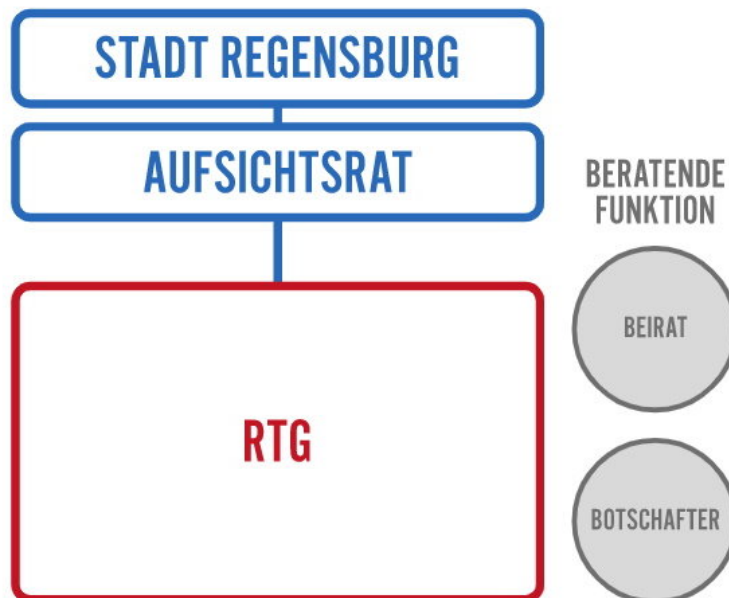 STADT REGENSBURG
AUFSICHTSRAT
BERATENDE
FUNKTION
BEIRAT
RTG
BOTSCHAFTER